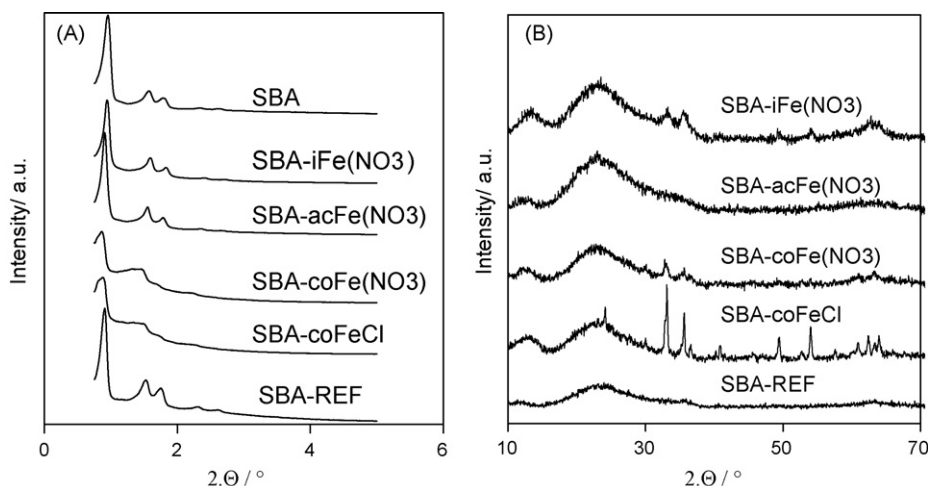 (A)
SBA
SBA-iFe(NO3)
SBA-acFe(NO3)
SBA-coFe(NO3)
SBA-coFeCl
SBA-REF
Intensity/ a.u.
0 2 4 6
2.Θ / °
(B)
SBA-iFe(NO3)
SBA-acFe(NO3)
SBA-coFe(NO3)
SBA-coFeCl
SBA-REF
Intensity/ a.u.
10 30 50 70
2.Θ / °